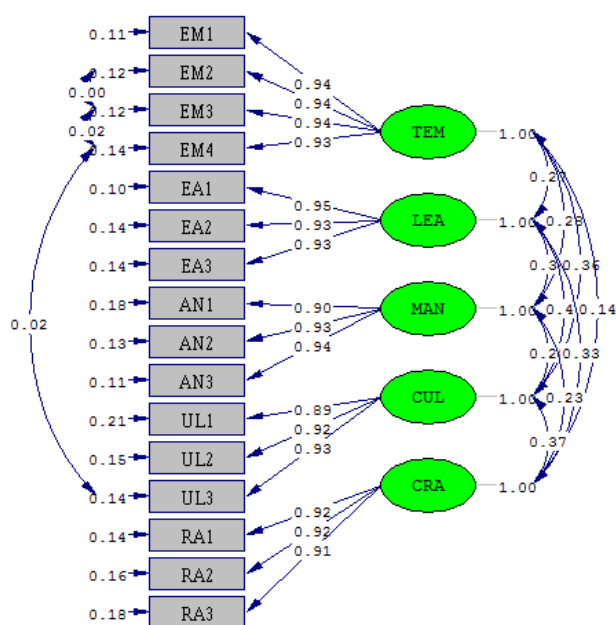 0.11 EM1
0.12 EM2
0.94
0.00
0.94
0.12 EM3
0.94
TEM 1.00
0.02
0.93
0.14 EM4
0.27
0.10 EA1
0.95
0.28
0.14 EA2
0.93
LEA 1.00
0.14 EA3
0.93
0.36
0.18 AN1
0.90
MAN 1.00
0.14
0.02
0.13 AN2
0.93
0.94
0.33
0.11 AN3
0.23
0.21 UL1
0.89
CUL 1.00
0.92
0.37
0.15 UL2
0.93
0.14 UL3
CRA 1.00
0.92
0.14 RA1
0.92
0.91
0.16 RA2
0.18 RA3